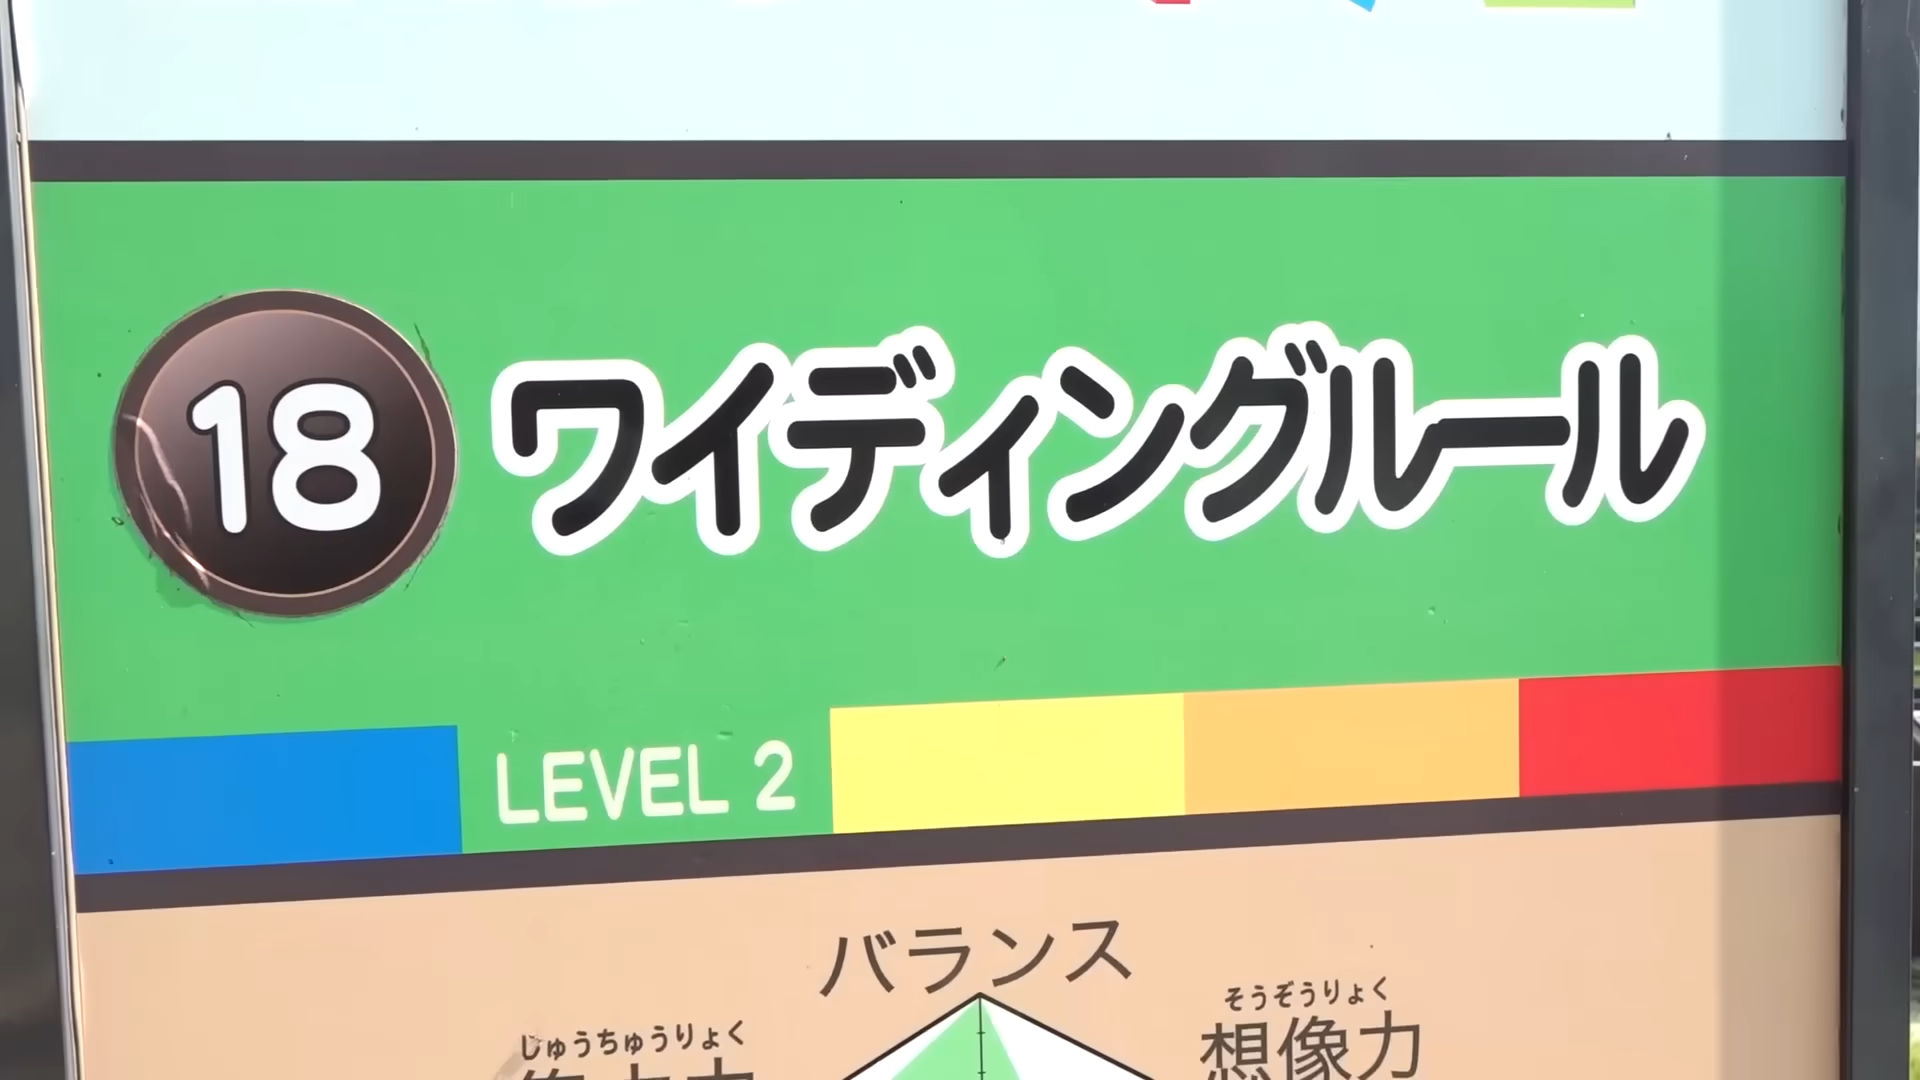 18 ワイディングルール
LEVEL 2
バランス
そうぞうりょく
想像力
じゅうちゅうりょく